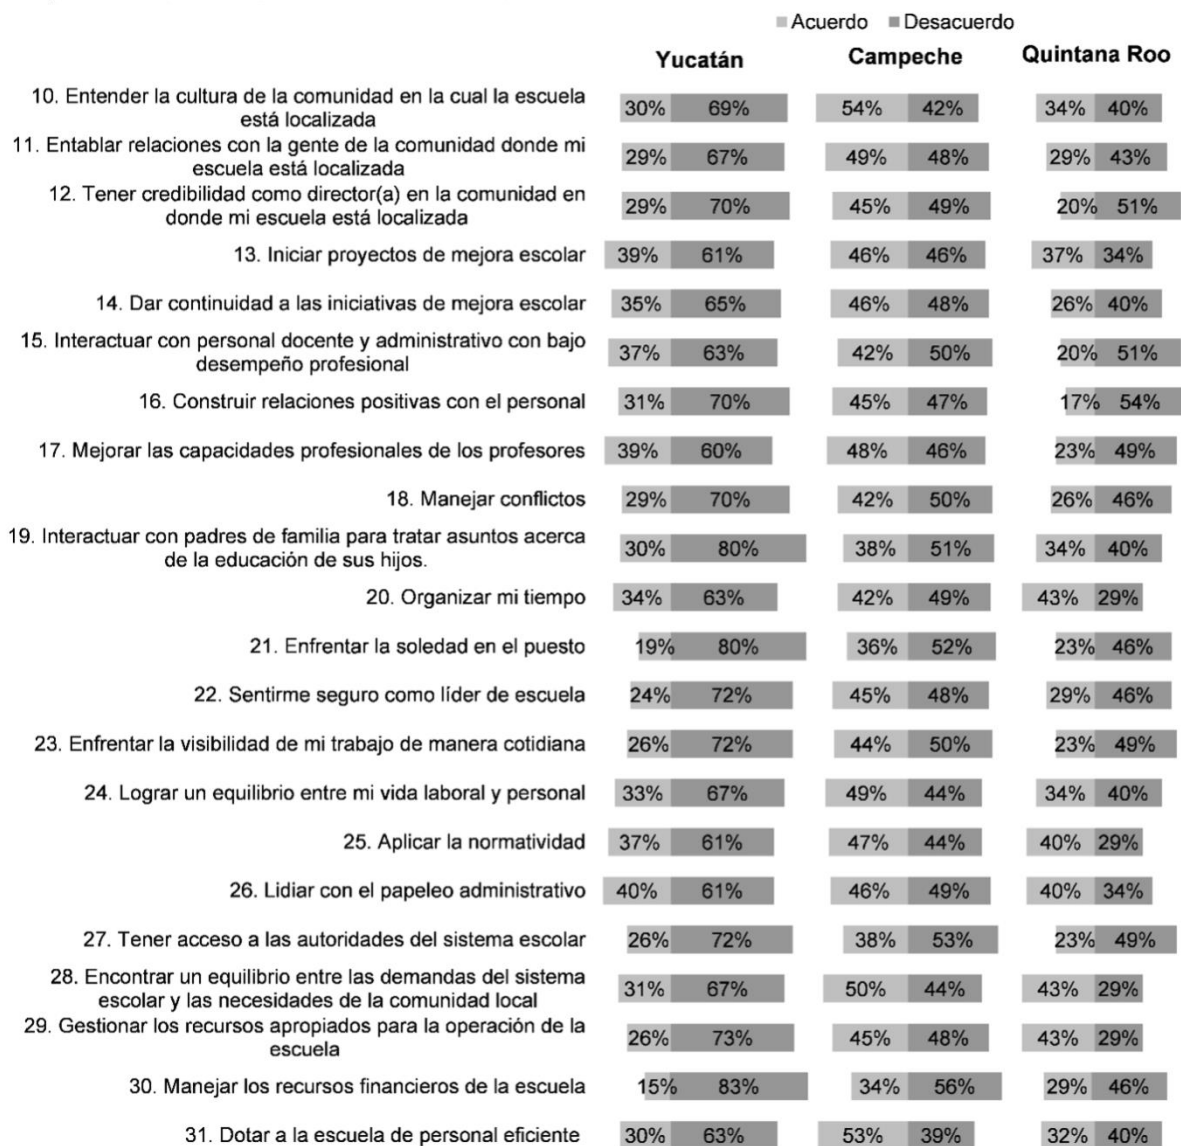 Acuerdo Desacuerdo
Yucatán Campeche Quintana Roo
10. Entender la cultura de la comunidad en la cual la escuela
está localizada
30% 69% 54% 42% 34% 40%
11. Entablar relaciones con la gente de la comunidad donde mi
escuela está localizada
29% 67% 49% 48% 29% 43%
12. Tener credibilidad como director(a) en la comunidad en
donde mi escuela está localizada
29% 70% 45% 49% 20% 51%
13. Iniciar proyectos de mejora escolar 39% 61% 46% 46% 37% 34%
14. Dar continuidad a las iniciativas de mejora escolar 35% 65% 46% 48% 26% 40%
15. Interactuar con personal docente y administrativo con bajo
desempeño profesional
37% 63% 42% 50% 20% 51%
16. Construir relaciones positivas con el personal 31% 70% 45% 47% 17% 54%
17. Mejorar las capacidades profesionales de los profesores 39% 60% 48% 46% 23% 49%
18. Manejar conflictos 29% 70% 42% 50% 26% 46%
19. Interactuar con padres de familia para tratar asuntos acerca
de la educación de sus hijos.
30% 80% 38% 51% 34% 40%
20. Organizar mi tiempo 34% 63% 42% 49% 43% 29%
21. Enfrentar la soledad en el puesto 19% 80% 36% 52% 23% 46%
22. Sentirme seguro como líder de escuela 24% 72% 45% 48% 29% 46%
23. Enfrentar la visibilidad de mi trabajo de manera cotidiana 26% 72% 44% 50% 23% 49%
24. Lograr un equilibrio entre mi vida laboral y personal 33% 67% 49% 44% 34% 40%
25. Aplicar la normatividad 37% 61% 47% 44% 40% 29%
26. Lidiar con el papeleo administrativo 40% 61% 46% 49% 40% 34%
27. Tener acceso a las autoridades del sistema escolar 26% 72% 38% 53% 23% 49%
28. Encontrar un equilibrio entre las demandas del sistema
escolar y las necesidades de la comunidad local
31% 67% 50% 44% 43% 29%
29. Gestionar los recursos apropiados para la operación de la
escuela
26% 73% 45% 48% 43% 29%
30. Manejar los recursos financieros de la escuela 15% 83% 34% 56% 29% 46%
31. Dotar a la escuela de personal eficiente 30% 63% 53% 39% 32% 40%